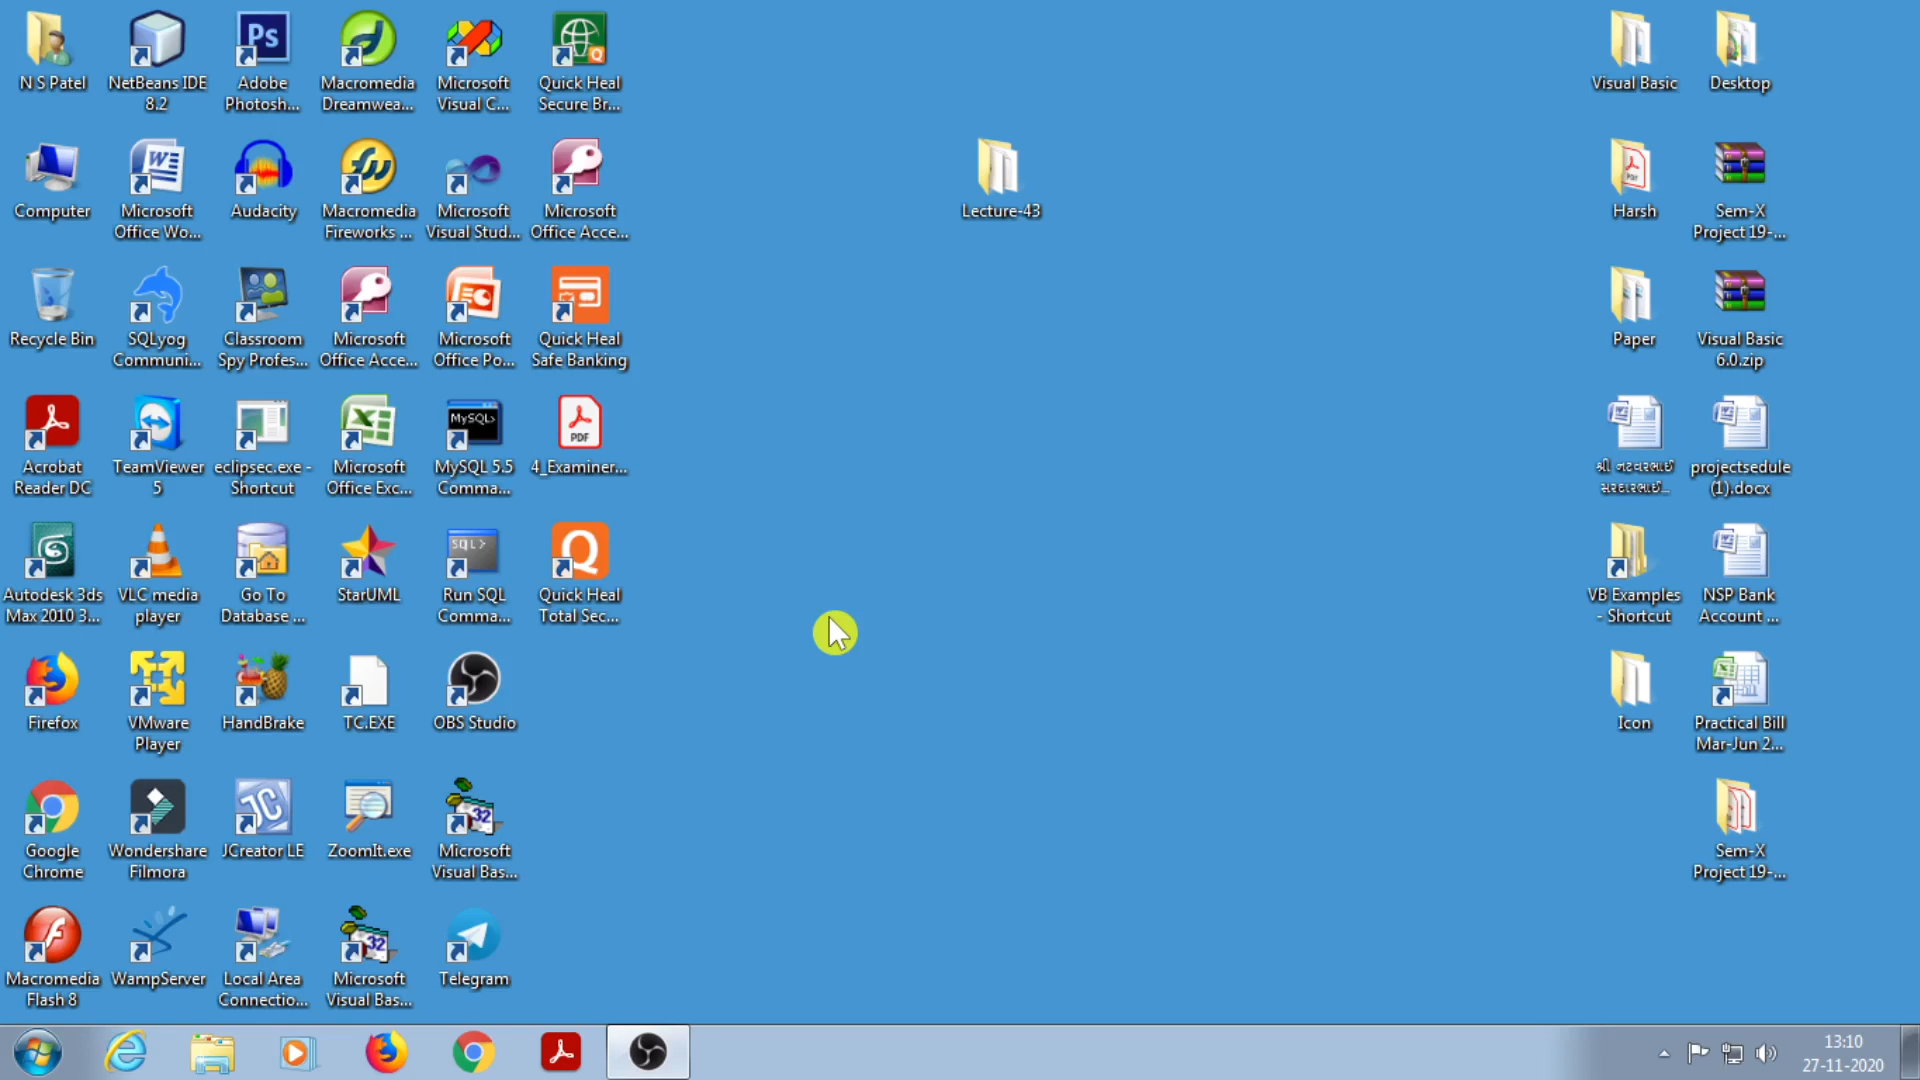 N S Patel
NetBeans IDE
8.2
Adobe
Photosh...
Macromedia
Dreamwea...
Microsoft
Visual C...
Quick Heal
Secure Br...
Computer
Microsoft
Office Wo...
Audacity
Macromedia
Fireworks ...
Microsoft
Visual Stud...
Microsoft
Office Acce...
Recycle Bin
SQLyog
Communi...
Classroom
Spy Profes...
Microsoft
Office Acce...
Microsoft
Office Po...
Quick Heal
Safe Banking
Acrobat
Reader DC
TeamViewer
5
eclipsec.exe -
Shortcut
Microsoft
Office Exc...
MySQL>
MySQL 5.5
Comma...
PDF
4_Examiner...
Autodesk 3ds
Max 2010 3...
VLC media
player
Go To
Database ...
StarUML
SQL>
Run SQL
Comma...
Quick Heal
Total Sec...
Firefox
VMware
Player
HandBrake
TC.EXE
OBS Studio
Google
Chrome
Wondershare
Filmora
JCreator LE
ZoomIt.exe
Microsoft
Visual Bas...
Macromedia
Flash 8
WampServer
Local Area
Connectio...
Microsoft
Visual Bas...
Telegram
Lecture-43
Visual Basic
Desktop
Harsh
Sem-X
Project 19-...
Paper
Visual Basic
6.0.zip
શ્રી નટવરભાઈ
સરદારભાઈ...
projectsedule
(1).docx
VB Examples
- Shortcut
NSP Bank
Account ...
Icon
Practical Bill
Mar-Jun 2...
Sem-X
Project 19-...
13:10
27-11-2020